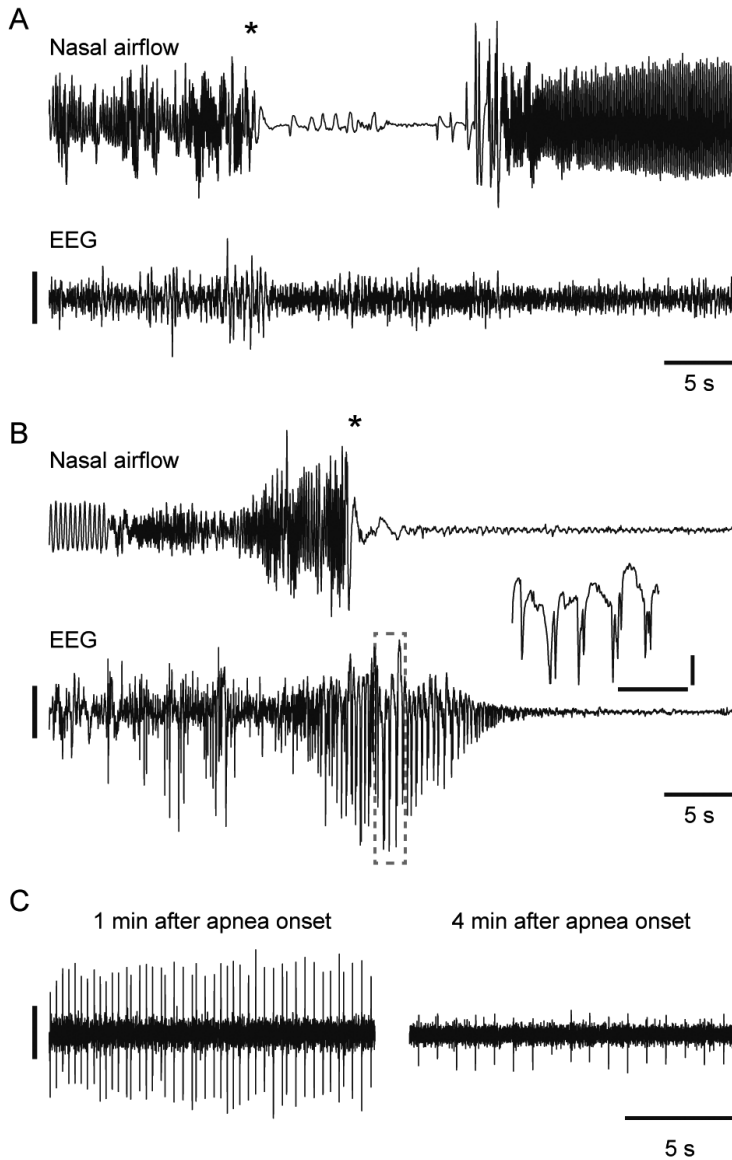 A
Nasal airflow
*
EEG
5 s
B
*
Nasal airflow
EEG
5 s
C
1 min after apnea onset 4 min after apnea onset
5 s